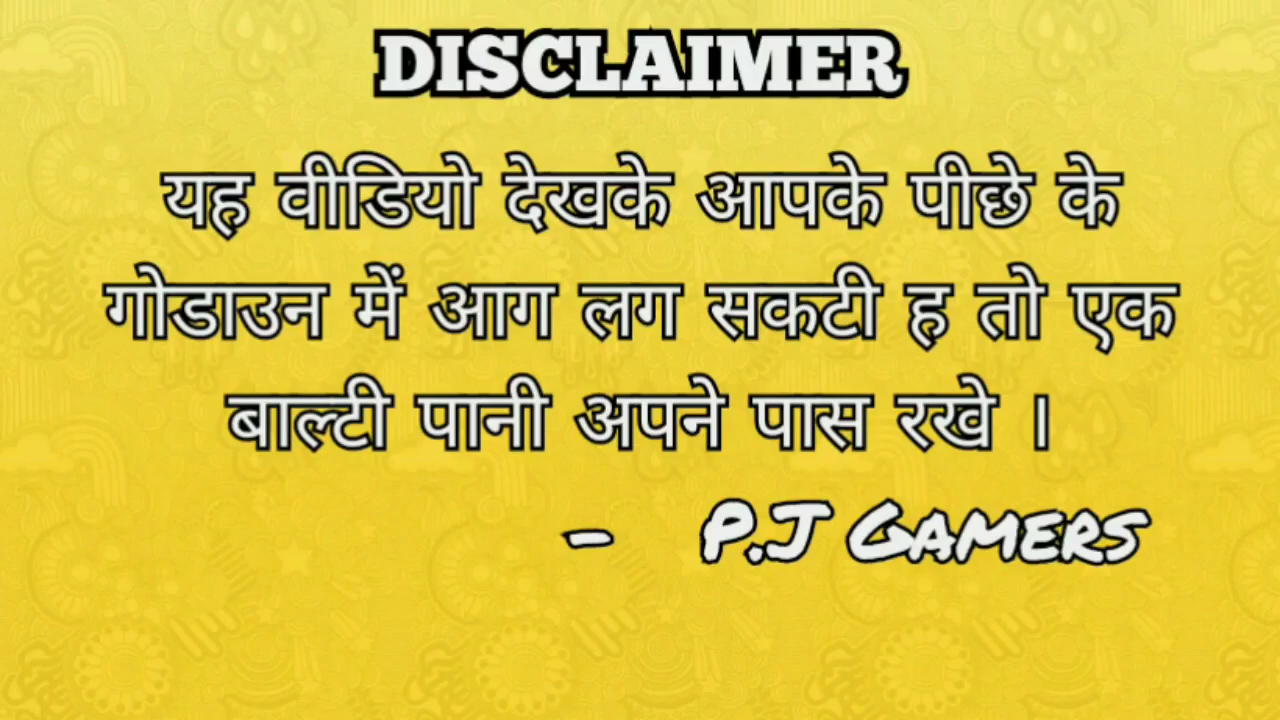 DISCLAIMER
यह वीडियो देखके आपके पीछे के
गोडाउन में आग लग सकटी ह तो एक
बाल्टी पानी अपने पास रखे ।
- P.J GAMERS